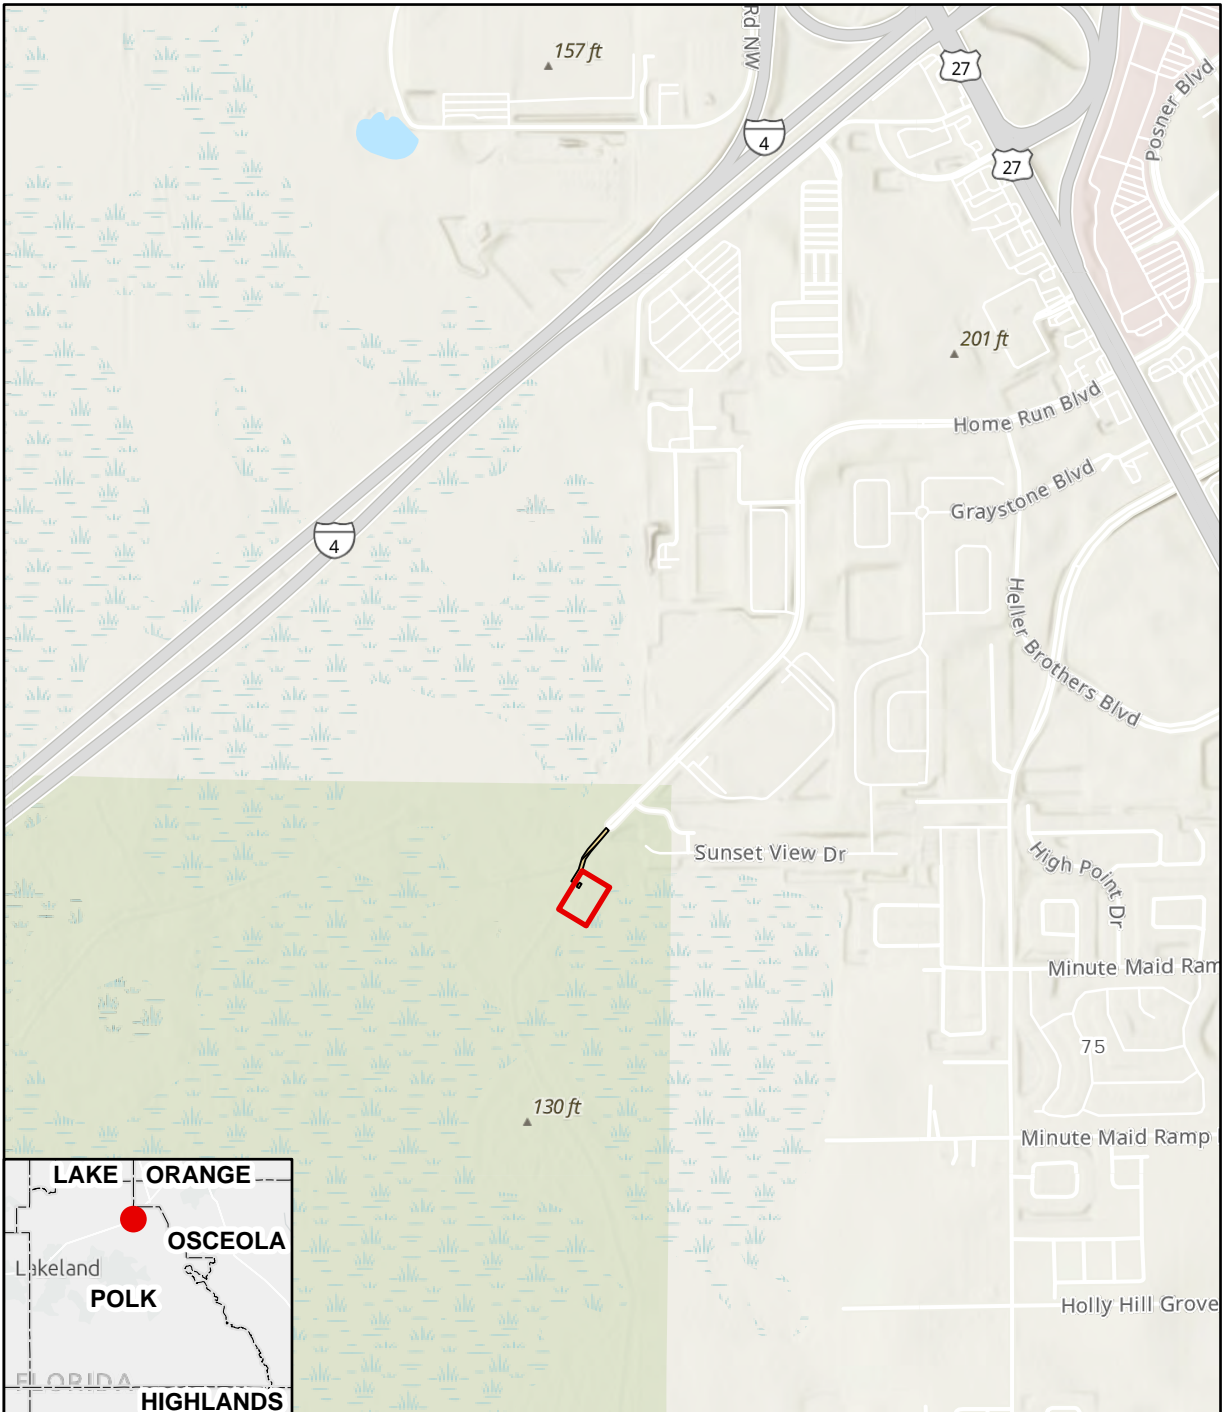 Rd NW
157 ft
27
Posner Blvd
4
27
201 ft
Home Run Blvd
Graystone Blvd
4
Heller Brothers Blvd
Sunset View Dr
High Point Dr
Minute Maid Ram
75
130 ft
Minute Maid Ramp
LAKE
ORANGE
OSCEOLA
Lakeland
POLK
Holly Hill Grove
FLORIDA
HIGHLANDS